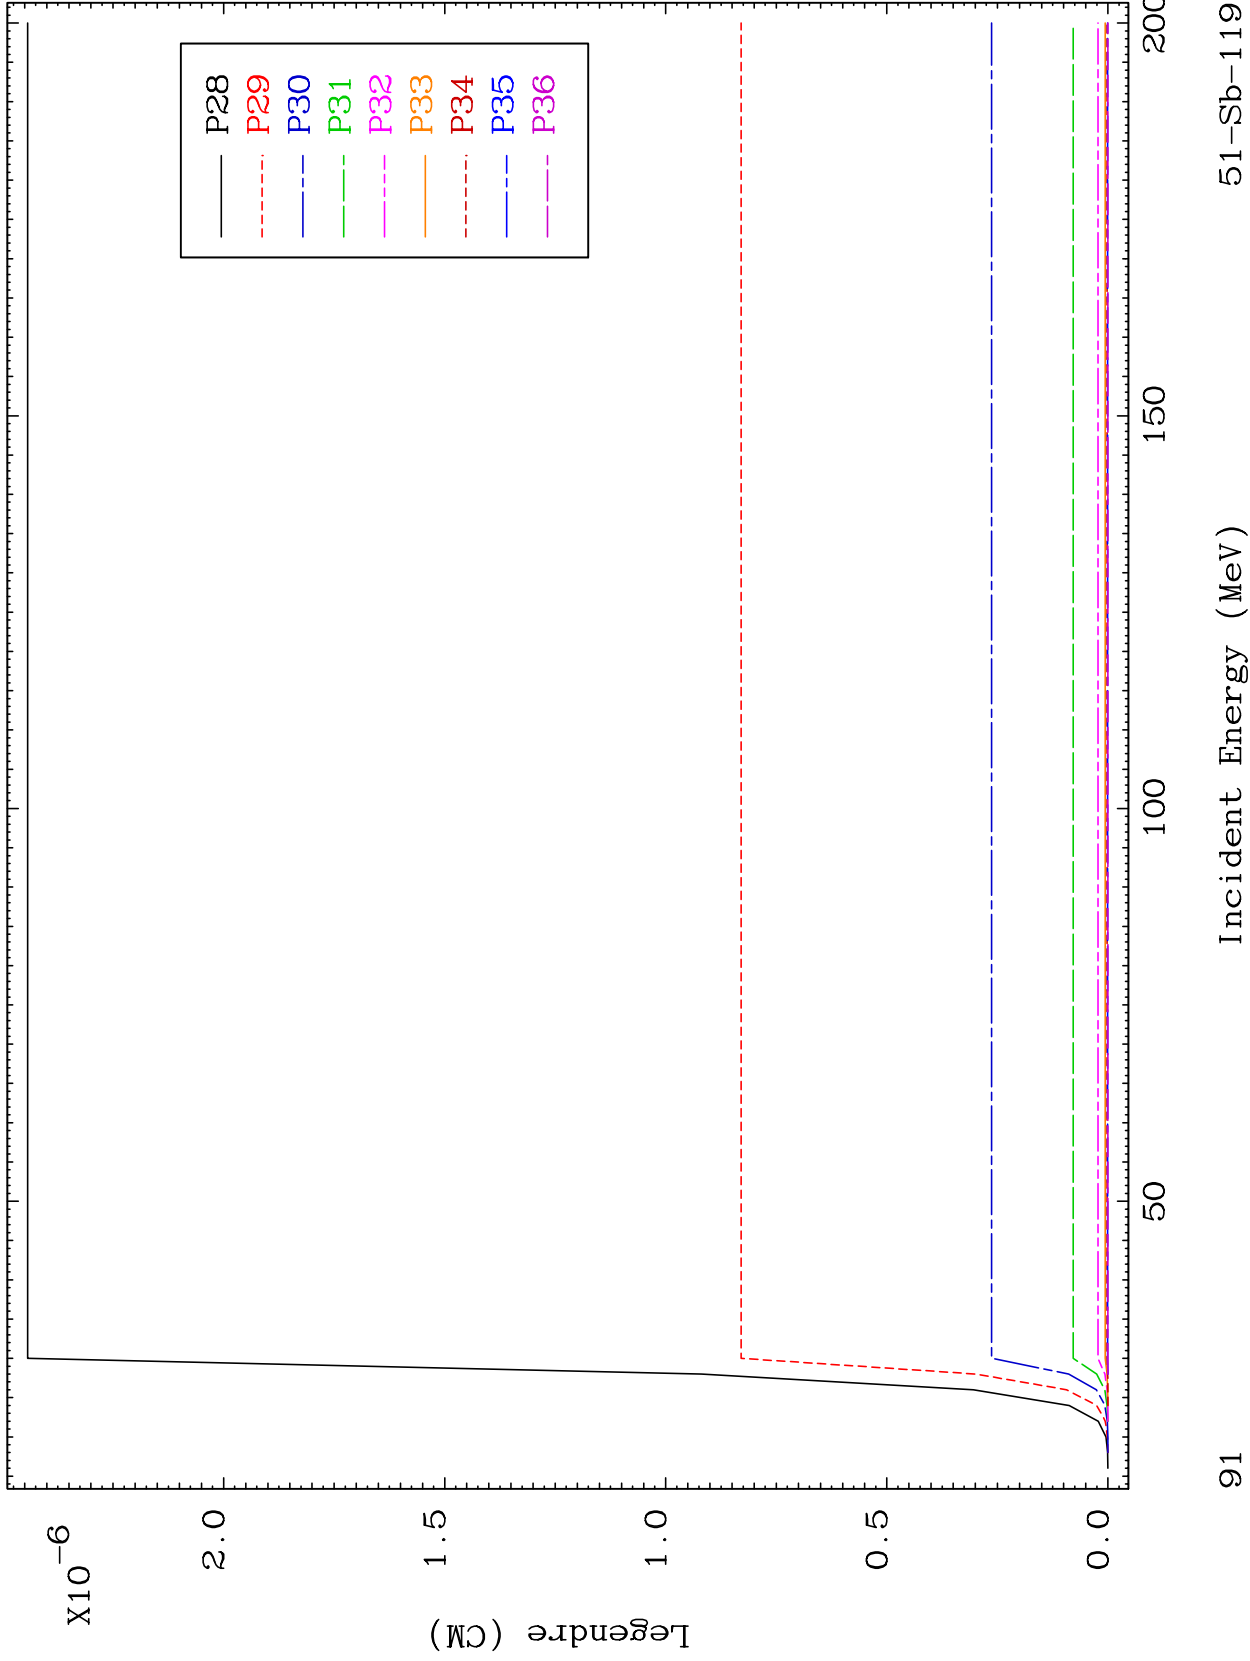 X10-6
2.0
1.5
1.0
0.5
0.0
Legendre (CM)
P28
P29
P30
P31
P32
P33
P34
P35
P36
50
100
150
200
91
Incident Energy (MeV)
51-Sb-119